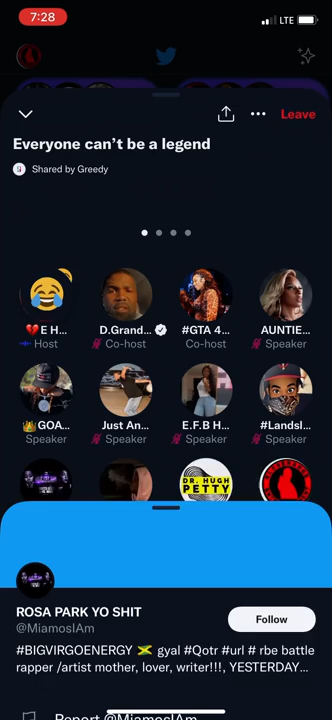 7:28
LTE
Leave
Everyone can't be a legend
Shared by Greedy
💔E H... D.Grand... #GTA 4... AUNTIE...
Host Co-host Co-host Speaker
👑GOA... Just An... E.F.B H... #Landsl...
Speaker Speaker Speaker Speaker
DR. HUGH
PETTY
ROSA PARK YO SHIT
Follow
@MiamosIAm
#BIGVIRGOENERGY 🇯🇲 gyal #Qotr #url # rbe battle
rapper /artist mother, lover, writer!!!, YESTERDAY...
Report @MiamosIAm